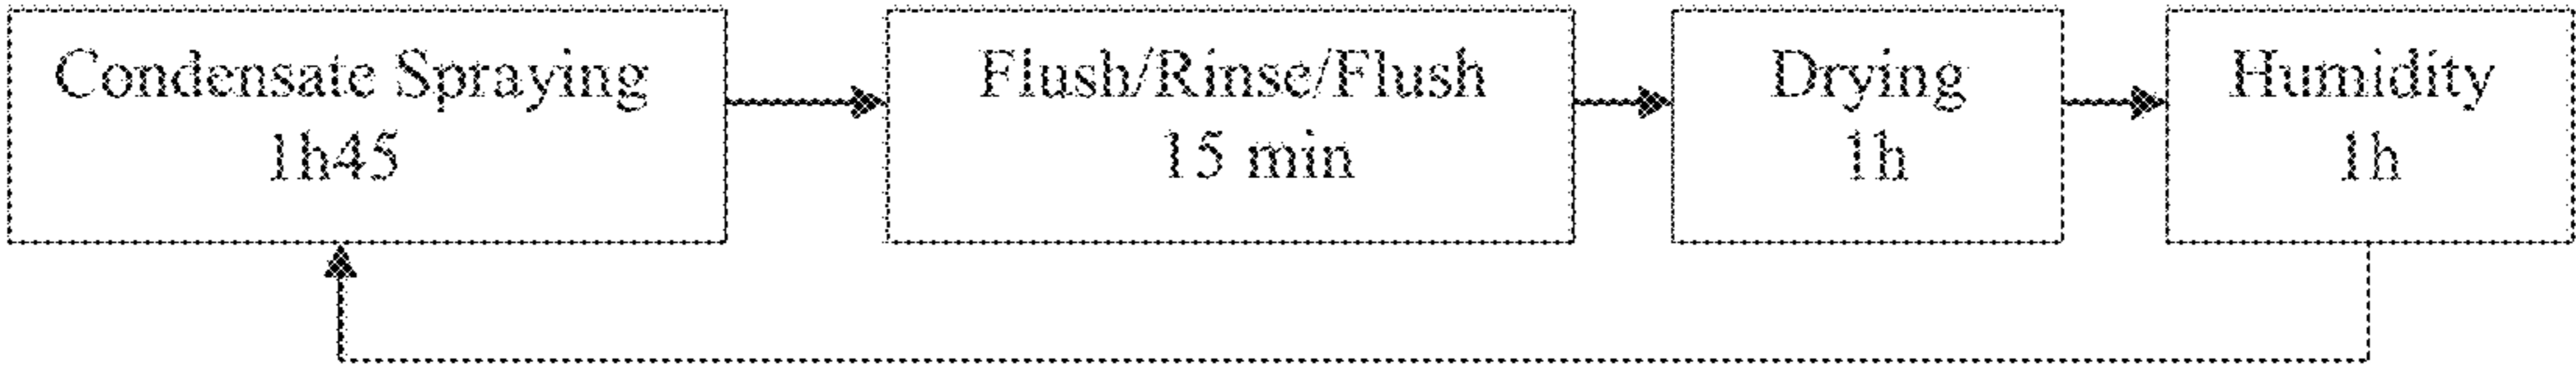 Condensate Spraying
1h45
Flush/Rinse/Flush
15 min
Drying
1h
Humidity
1h